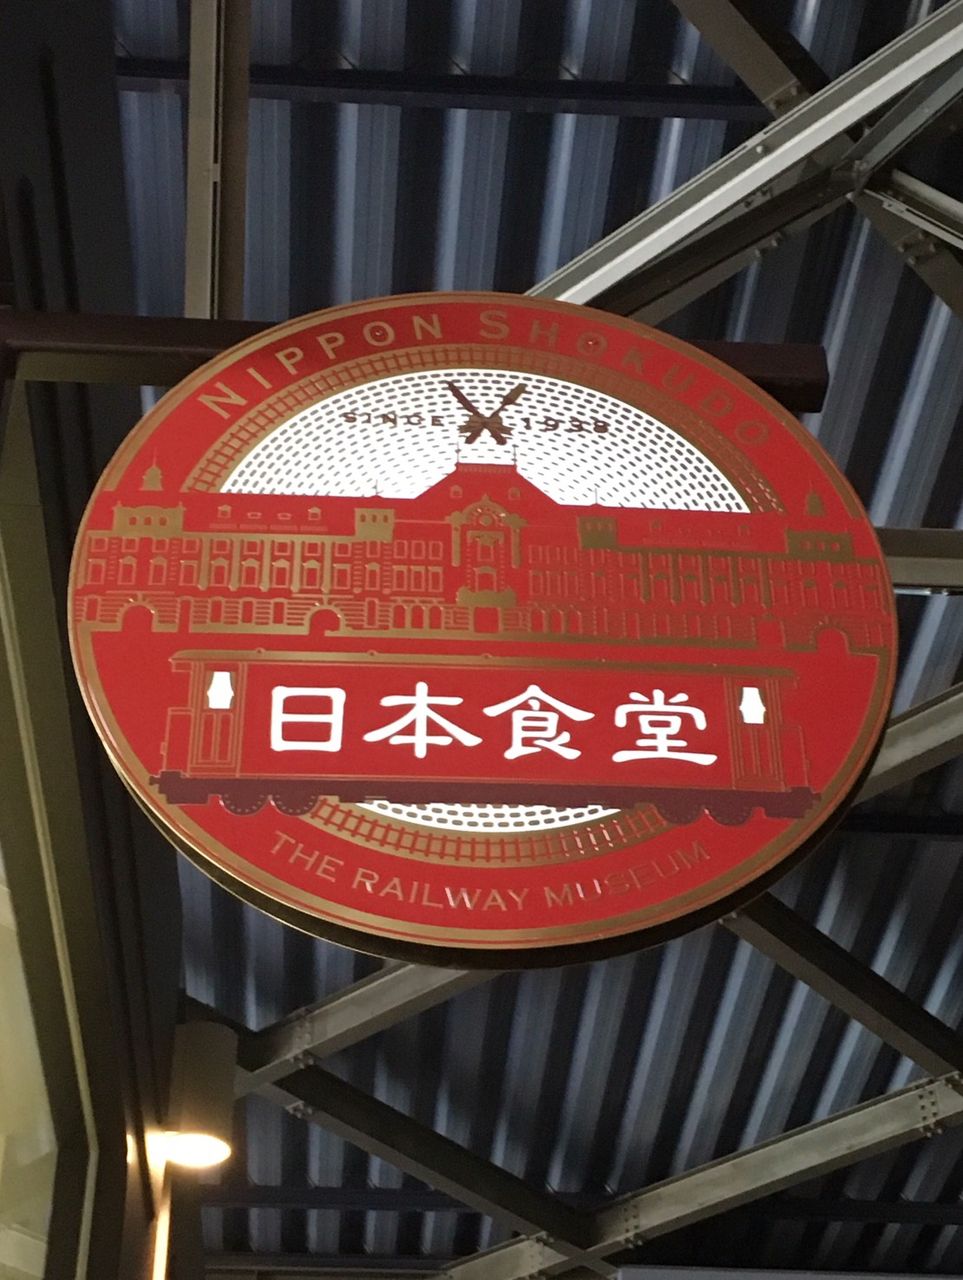 NIPPON SHOKUDO
SINCE 1938
日本食堂
THE RAILWAY MUSEUM